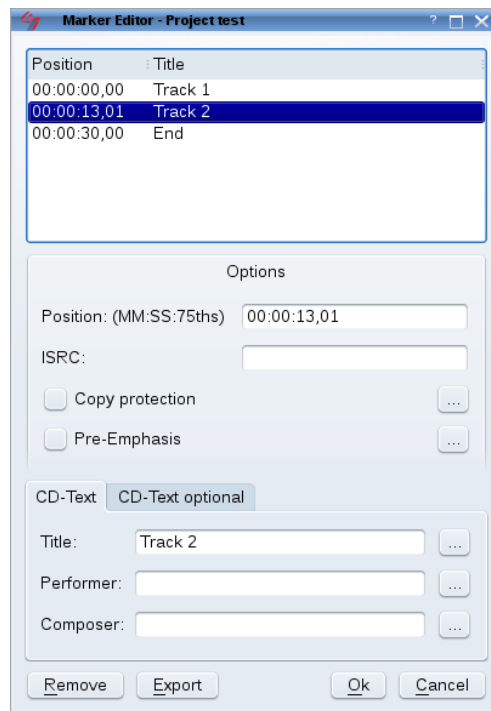 Marker Editor - Project test ?
Position Title
00:00:00,00 Track 1
00:00:13,01 Track 2
00:00:30,00 End
Options
Position: (MM:SS:75ths) 00:00:13,01
ISRC:
Copy protection ...
Pre-Emphasis ...
CD-Text CD-Text optional
Title: Track 2 ...
Performer: ...
Composer: ...
Remove Export Ok Cancel